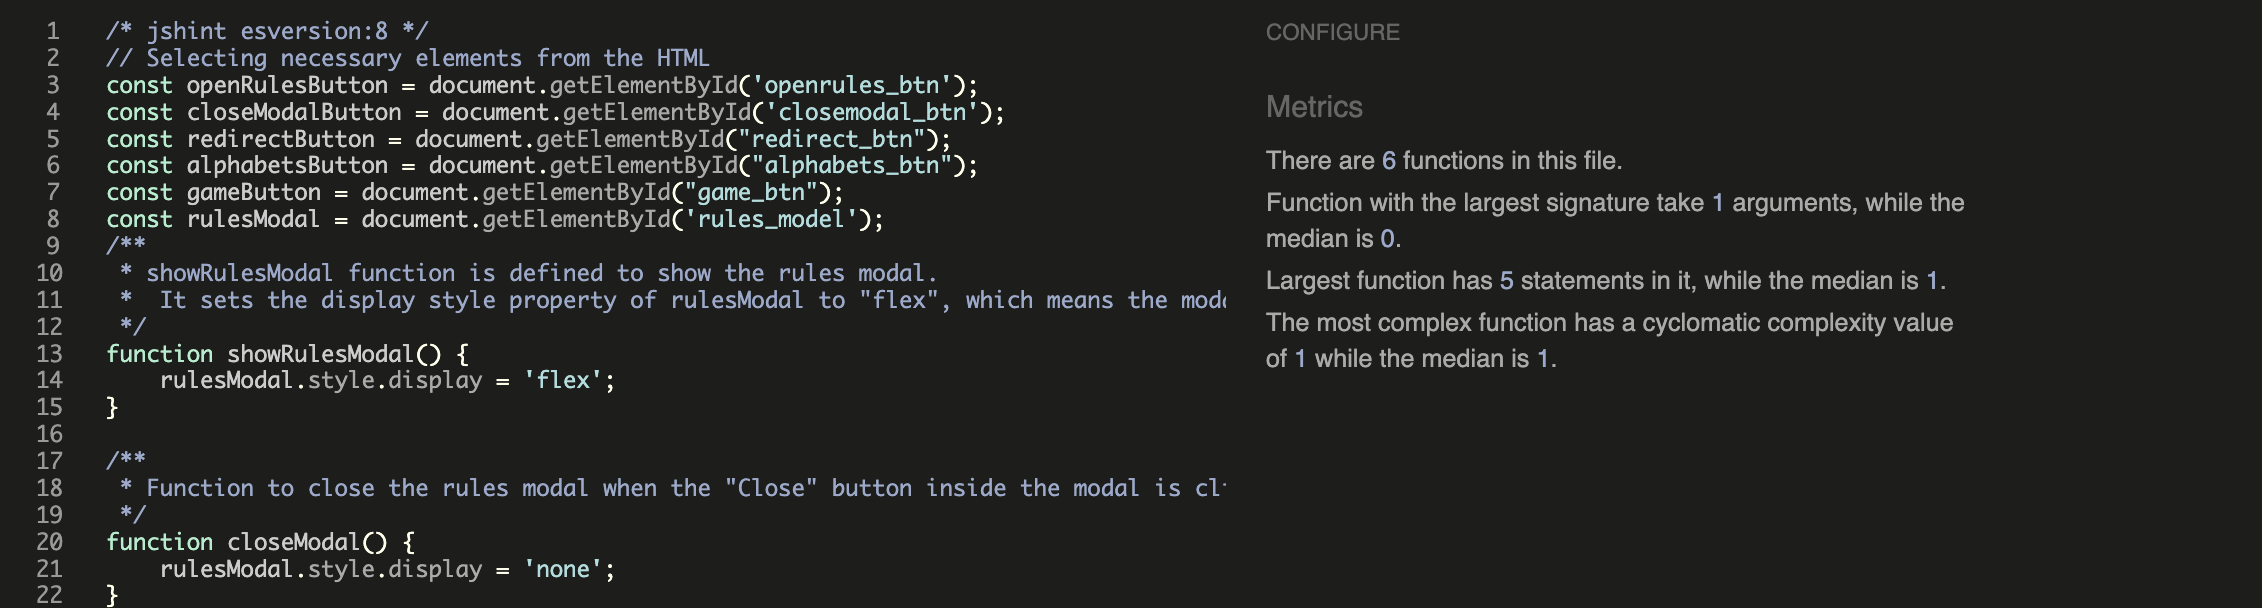 1 /* jshint esversion:8 */
2 // Selecting necessary elements from the HTML
3 const openRulesButton = document.getElementById('openrules_btn');
4 const closeModalButton = document.getElementById('closemodal_btn');
5 const redirectButton = document.getElementById("redirect_btn");
6 const alphabetsButton = document.getElementById("alphabets_btn");
7 const gameButton = document.getElementById("game_btn");
8 const rulesModal = document.getElementById('rules_model');
9 /**
10 * showRulesModal function is defined to show the rules modal.
11 *  It sets the display style property of rulesModal to "flex", which means the
12 */
13 function showRulesModal() {
14     rulesModal.style.display = 'flex';
15 }
16
17 /**
18 * Function to close the rules modal when the "Close" button inside the modal is
19 */
20 function closeModal() {
21     rulesModal.style.display = 'none';
22 }
CONFIGURE
Metrics
There are 6 functions in this file.
Function with the largest signature take 1 arguments, while the
median is 0.
Largest function has 5 statements in it, while the median is 1.
The most complex function has a cyclomatic complexity value
of 1 while the median is 1.